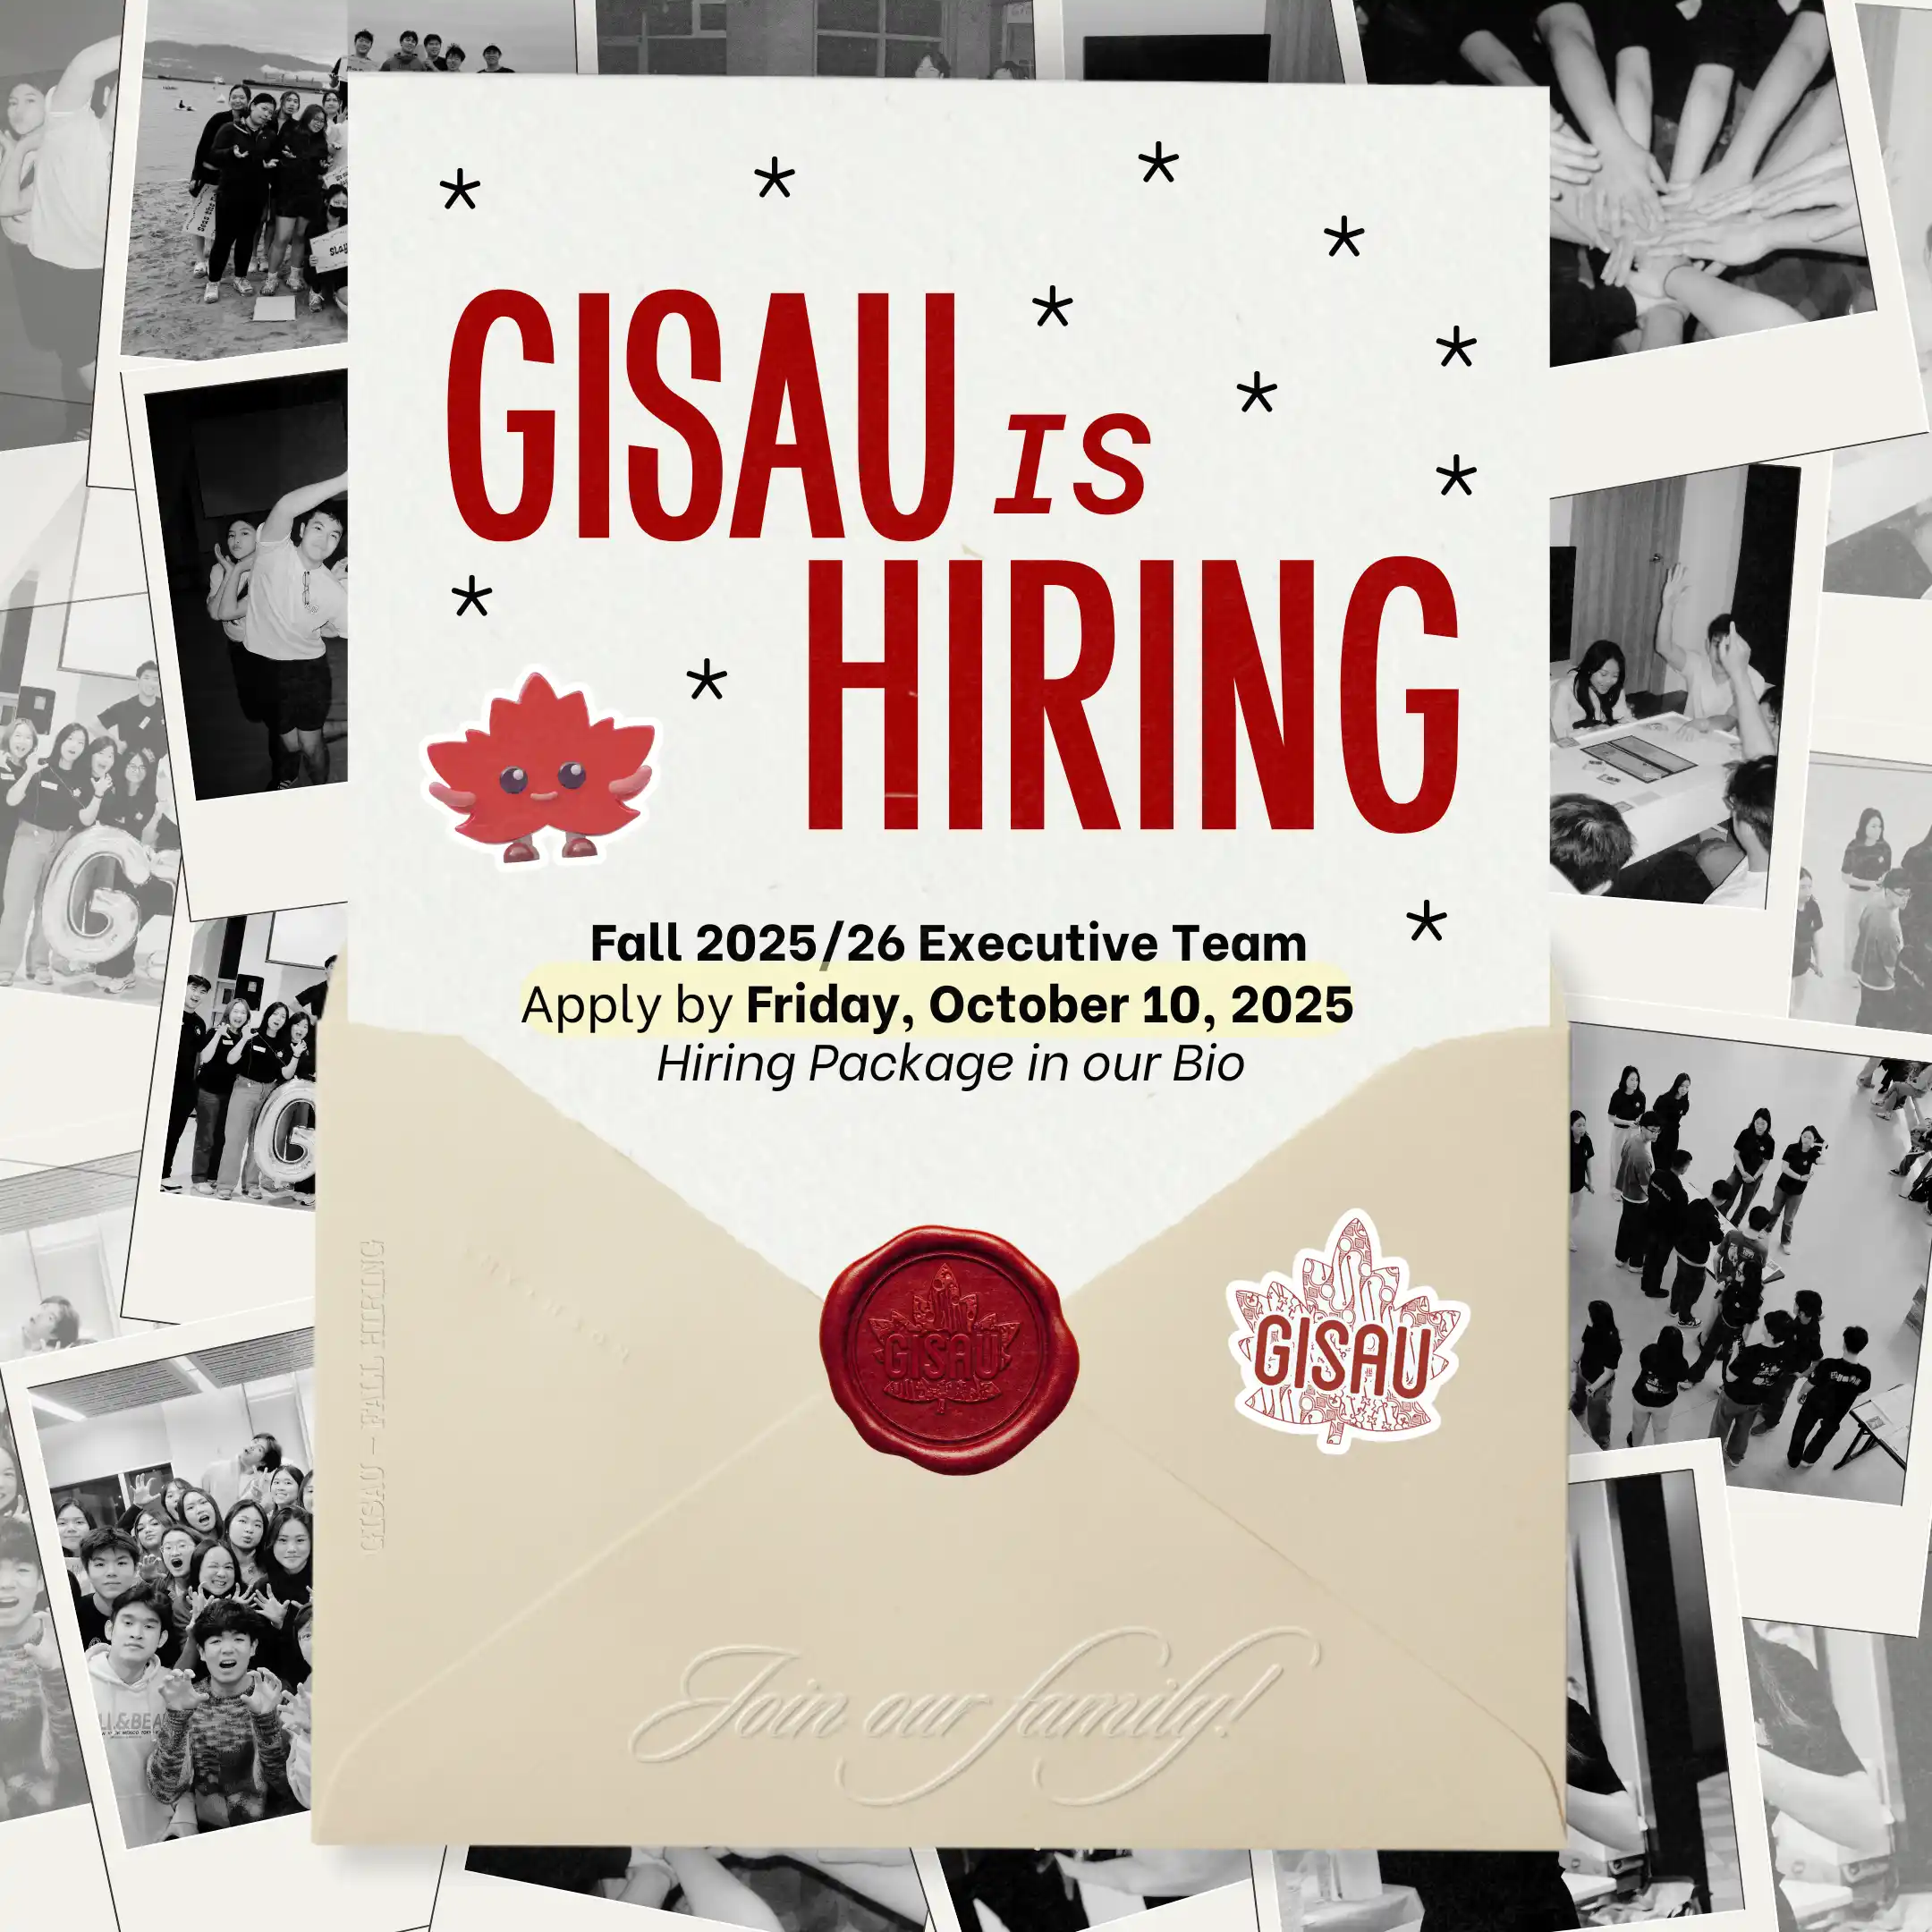 GISAU IS
HIRING
Fall 2025/26 Executive Team
Apply by Friday, October 10, 2025
Hiring Package in our Bio
GISAU
GISAU
GISAU – FALL HIRING
Join our family!
G
G